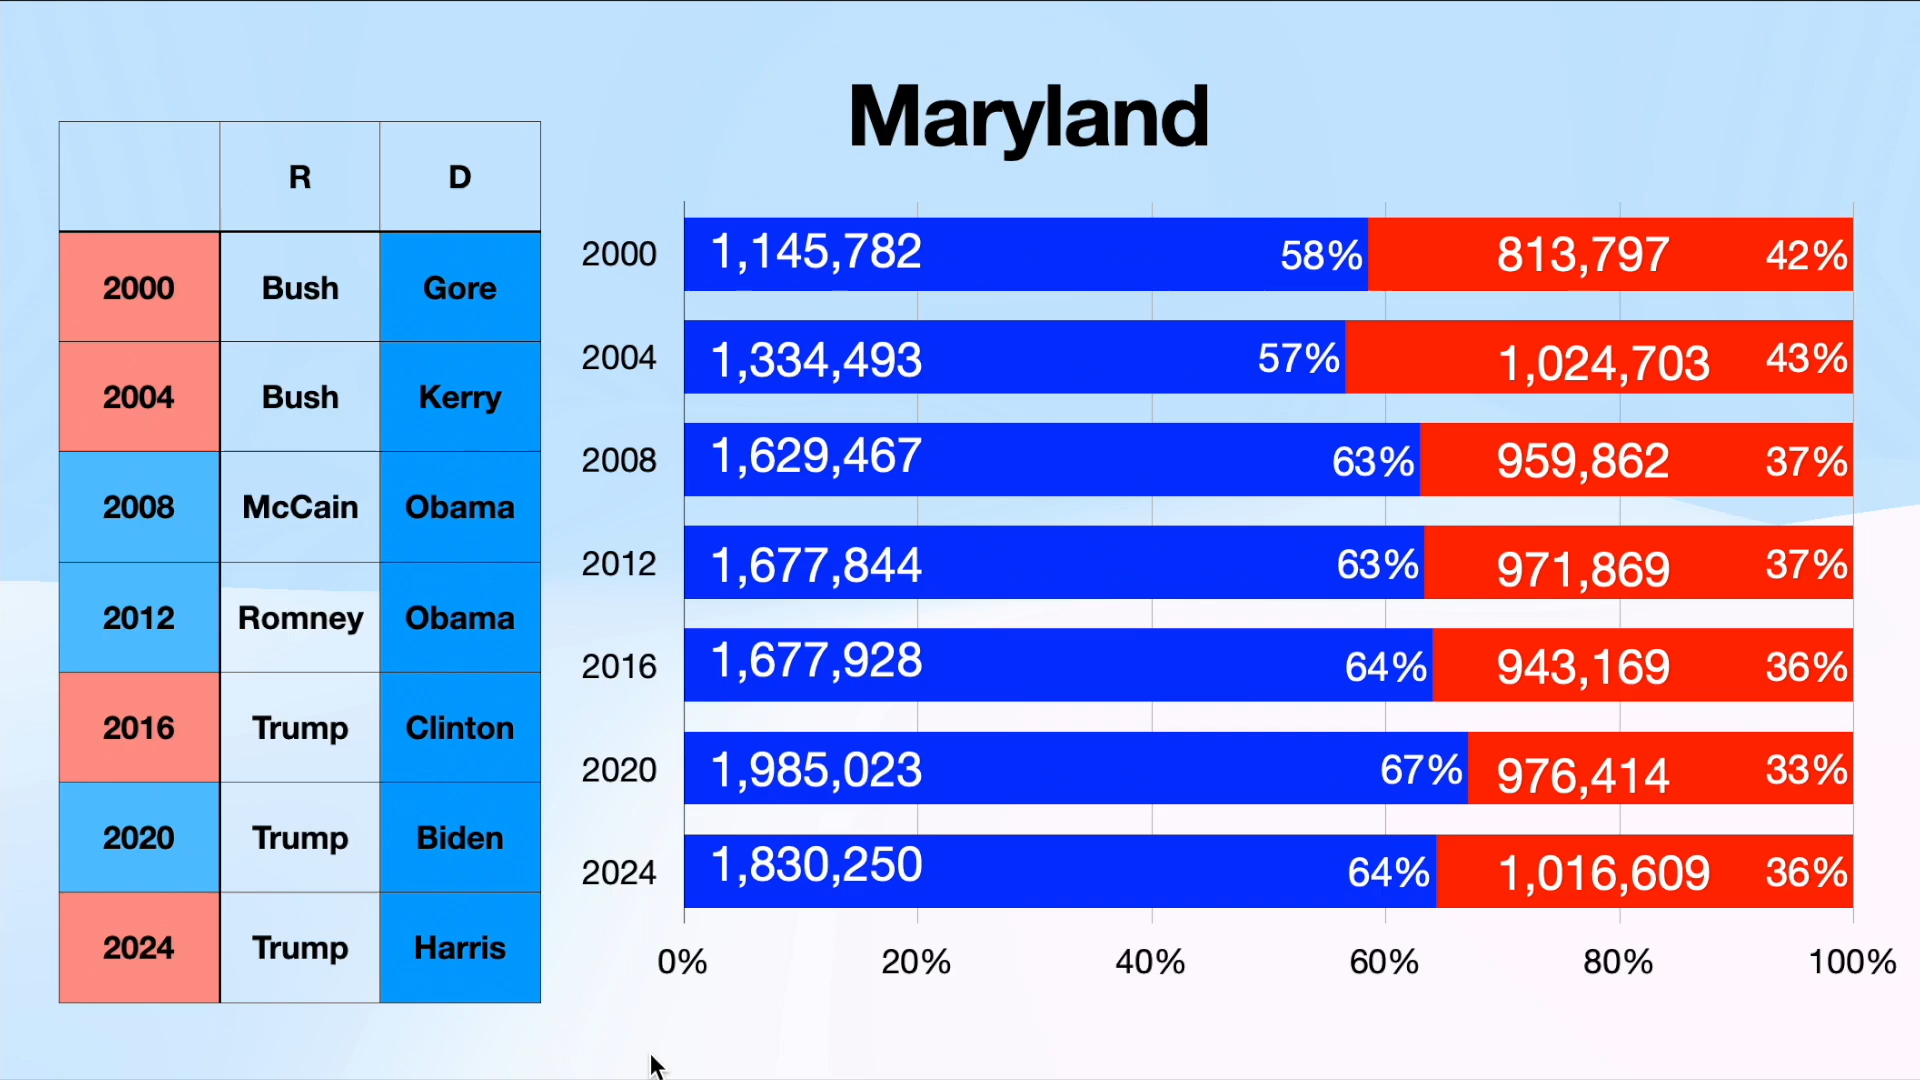 Maryland
R D
2000 Bush Gore
2004 Bush Kerry
2008 McCain Obama
2012 Romney Obama
2016 Trump Clinton
2020 Trump Biden
2024 Trump Harris
2000 1,145,782 58% 813,797 42%
2004 1,334,493 57% 1,024,703 43%
2008 1,629,467 63% 959,862 37%
2012 1,677,844 63% 971,869 37%
2016 1,677,928 64% 943,169 36%
2020 1,985,023 67% 976,414 33%
2024 1,830,250 64% 1,016,609 36%
0% 20% 40% 60% 80% 100%